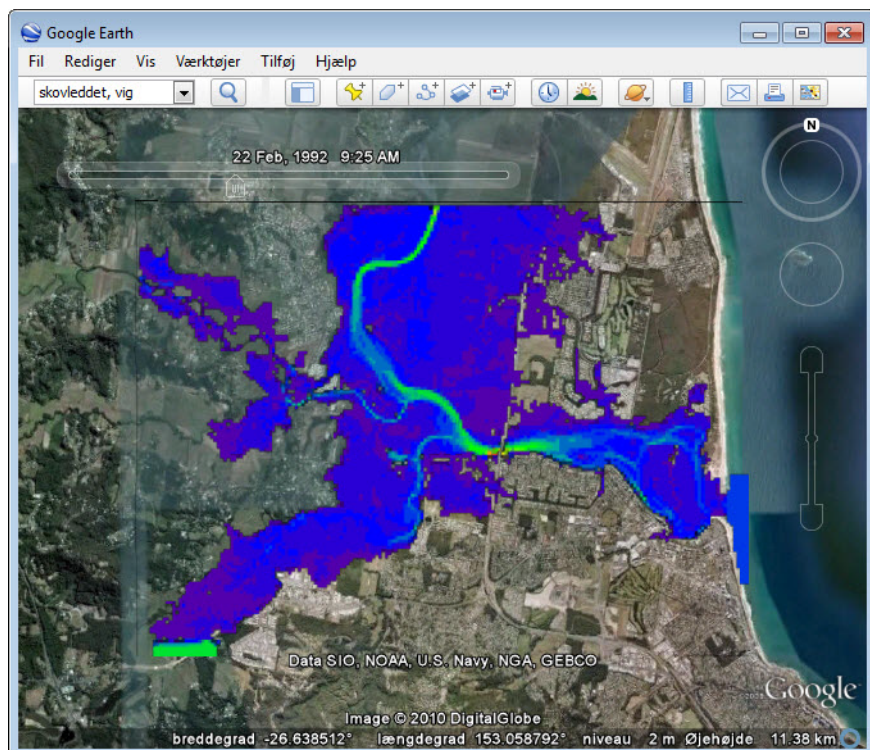 Google Earth
Fil Rediger Vis Værktøjer Tilføj Hjælp
skovleddet, vig
22 Feb, 1992 9:25 AM
N
Data SIO, NOAA, U.S. Navy, NGA, GEBCO
Google
Image © 2010 DigitalGlobe
breddegrad -26.638512° længdegrad 153.058792° niveau 2 m Øjehøjde 11.38 km